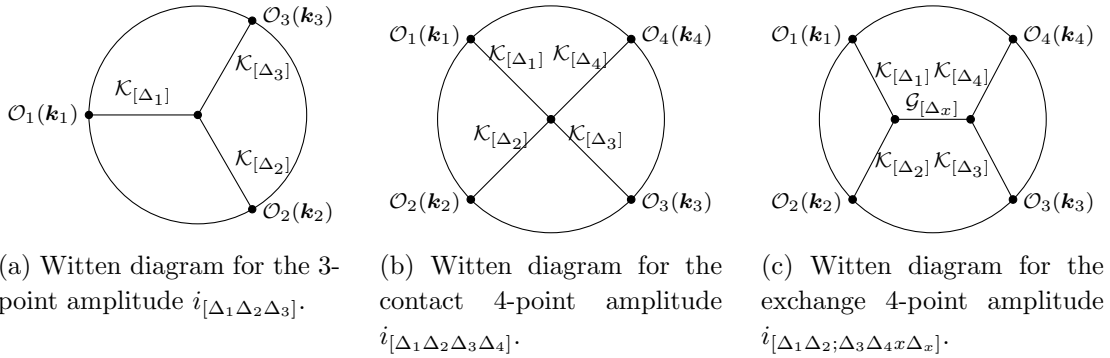 𝒪₃(𝒌₃)
𝒦[Δ₃]
𝒦[Δ₁]
𝒪₁(𝒌₁)
𝒦[Δ₂]
𝒪₂(𝒌₂)
(a) Witten diagram for the 3-
point amplitude i[Δ₁Δ₂Δ₃].
𝒪₁(𝒌₁) 𝒪₄(𝒌₄)
𝒦[Δ₁] 𝒦[Δ₄]
𝒦[Δ₂] 𝒦[Δ₃]
𝒪₂(𝒌₂) 𝒪₃(𝒌₃)
(b) Witten diagram for the
contact 4-point amplitude
i[Δ₁Δ₂Δ₃Δ₄].
𝒪₁(𝒌₁) 𝒪₄(𝒌₄)
𝒦[Δ₁] 𝒦[Δ₄]
𝒢[Δₓ]
𝒦[Δ₂] 𝒦[Δ₃]
𝒪₂(𝒌₂) 𝒪₃(𝒌₃)
(c) Witten diagram for the
exchange 4-point amplitude
i[Δ₁Δ₂;Δ₃Δ₄xΔₓ].